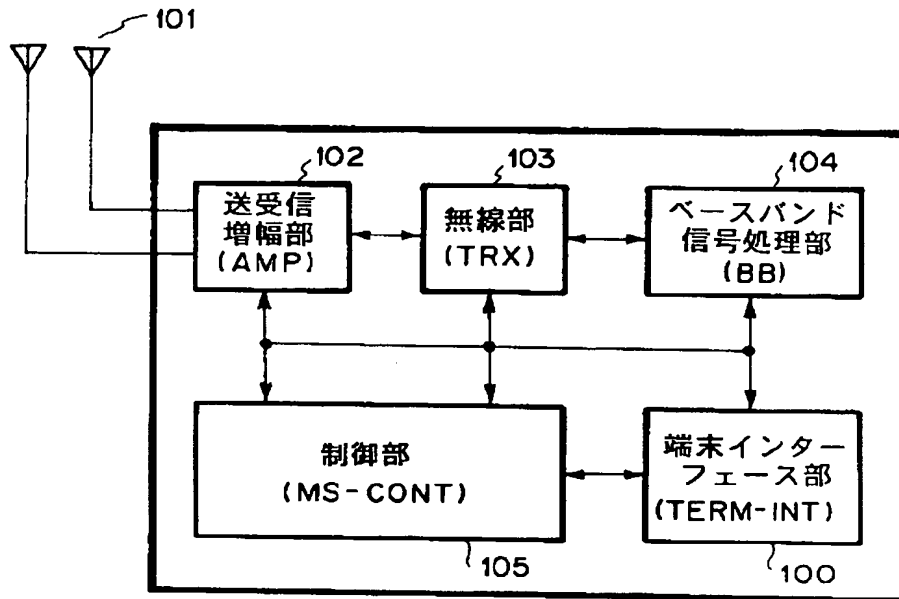 101
102
送受信
増幅部
(AMP)
103
無線部
(TRX)
104
ベースバンド
信号処理部
(BB)
制御部
(MS-CONT)
105
端末インター
フェース部
(TERM-INT)
100